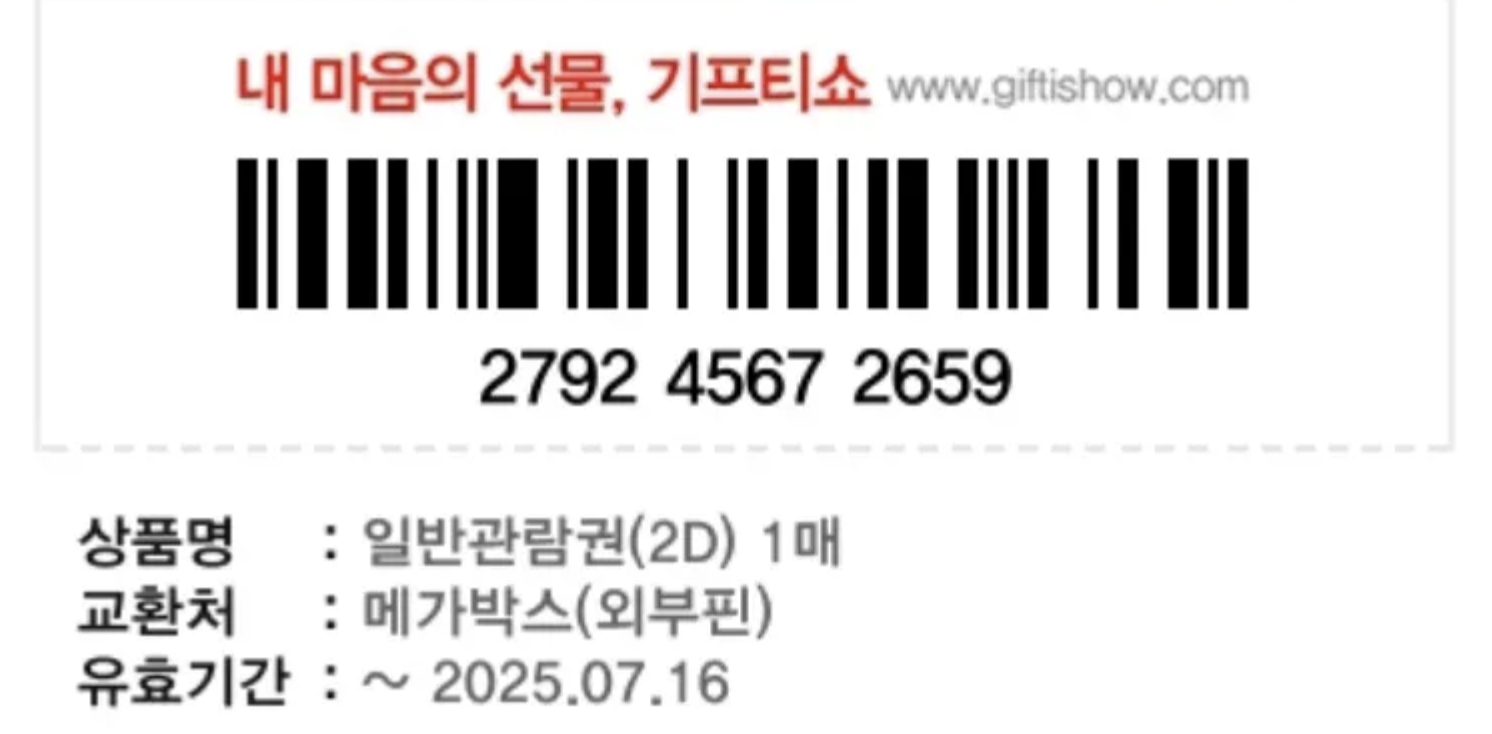 내 마음의 선물, 기프티쇼 www.giftishow.com
2792 4567 2659
상품명 : 일반관람권(2D) 1매
교환처 : 메가박스(외부핀)
유효기간 : ~ 2025.07.16